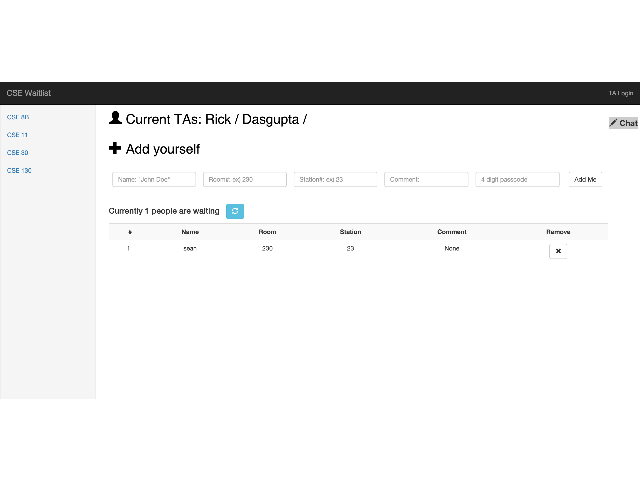 CSE Waitlist TA Login
CSE 8B
CSE 11
CSE 30
CSE 130
Current TAs: Rick / Dasgupta /
Chat
Add yourself
Name: "John Doe" Room#: ex) 230 Station#: ex) 23 Comment: 4 digit passcode Add Me
Currently 1 people are waiting
# Name Room Station Comment Remove
1 sean 230 23 None